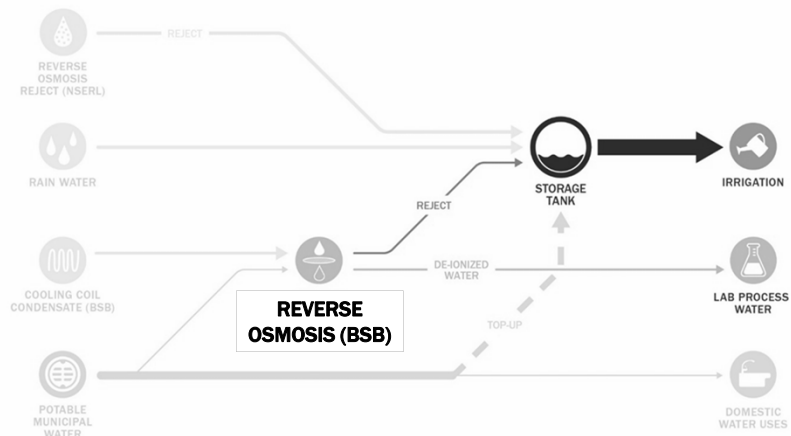 REJECT
REVERSE
OSMOSIS
REJECT (NSERL)
RAIN WATER
STORAGE
TANK
IRRIGATION
REJECT
DE-IONIZED
WATER
COOLING COIL
CONDENSATE (BSB)
REVERSE
OSMOSIS (BSB)
LAB PROCESS
WATER
TOP-UP
POTABLE
MUNICIPAL
WATER
DOMESTIC
WATER USES